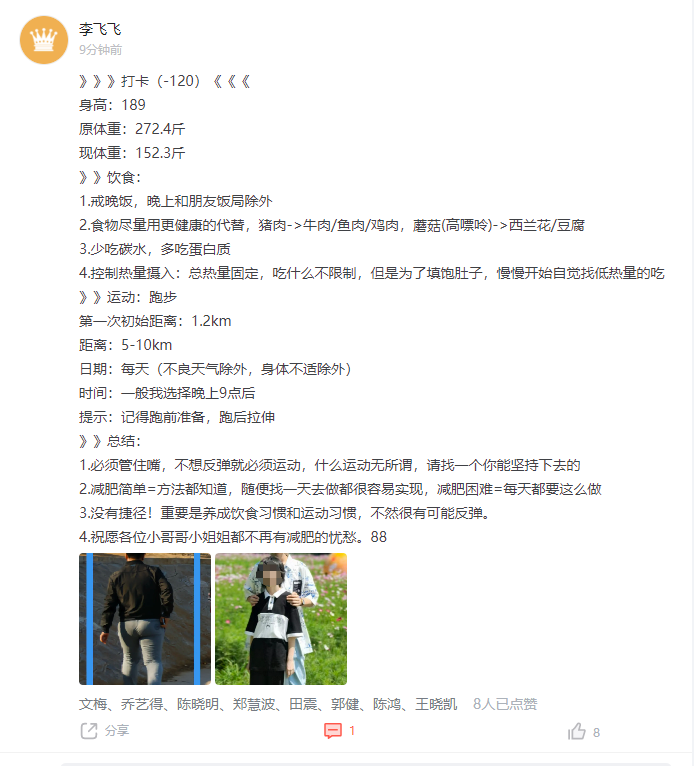 李飞飞
9分钟前
》》》打卡（-120）《《《
身高：189
原体重：272.4斤
现体重：152.3斤
》》饮食：
1.戒晚饭，晚上和朋友饭局除外
2.食物尽量用更健康的代替，猪肉->牛肉/鱼肉/鸡肉，蘑菇(高嘌呤)->西兰花/豆腐
3.少吃碳水，多吃蛋白质
4.控制热量摄入：总热量固定，吃什么不限制，但是为了填饱肚子，慢慢开始自觉找低热量的吃
》》运动：跑步
第一次初始距离：1.2km
距离：5-10km
日期：每天（不良天气除外，身体不适除外）
时间：一般我选择晚上9点后
提示：记得跑前准备，跑后拉伸
》》总结：
1.必须管住嘴，不想反弹就必须运动，什么运动无所谓，请找一个你能坚持下去的
2.减肥简单=方法都知道，随便找一天去做都很容易实现，减肥困难=每天都要这么做
3.没有捷径！重要是养成饮食习惯和运动习惯，不然很有可能反弹。
4.祝愿各位小哥哥小姐姐都不再有减肥的忧愁。88
文梅、乔艺得、陈晓明、郑慧波、田震、郭健、陈鸿、王晓凯 8人已点赞
分享 1 8